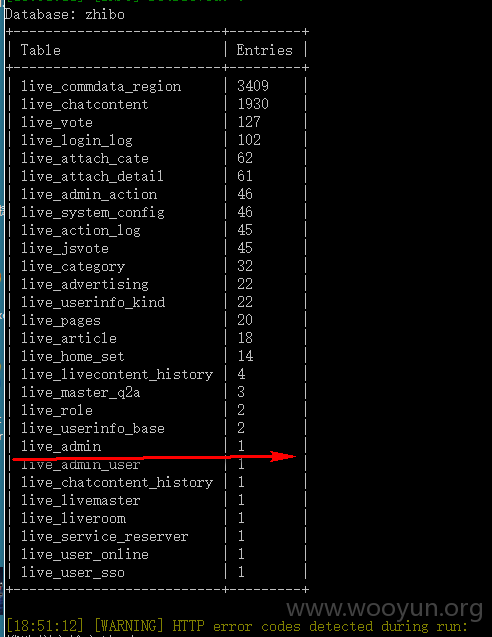 Database: zhibo
+-------------------------+---------+
| Table                   | Entries |
+-------------------------+---------+
| live_commdata_region    | 3409    |
| live_chatcontent        | 1930    |
| live_vote               | 127     |
| live_login_log          | 102     |
| live_attach_cate        | 62      |
| live_attach_detail      | 61      |
| live_admin_action       | 46      |
| live_system_config      | 46      |
| live_action_log         | 45      |
| live_jsvote             | 45      |
| live_category           | 32      |
| live_advertising        | 22      |
| live_userinfo_kind      | 22      |
| live_pages              | 20      |
| live_article            | 18      |
| live_home_set           | 14      |
| live_livecontent_history | 4       |
| live_master_q2a         | 3       |
| live_role               | 2       |
| live_userinfo_base      | 2       |
| live_admin              | 1       |
| live_admin_user         | 1       |
| live_chatcontent_history | 1       |
| live_livemaster         | 1       |
| live_liveroom           | 1       |
| live_service_reserver   | 1       |
| live_user_online        | 1       |
| live_user_sso           | 1       |
+-------------------------+---------+
www.wooyun.org
[18:51:12] [WARNING] HTTP error codes detected during run: